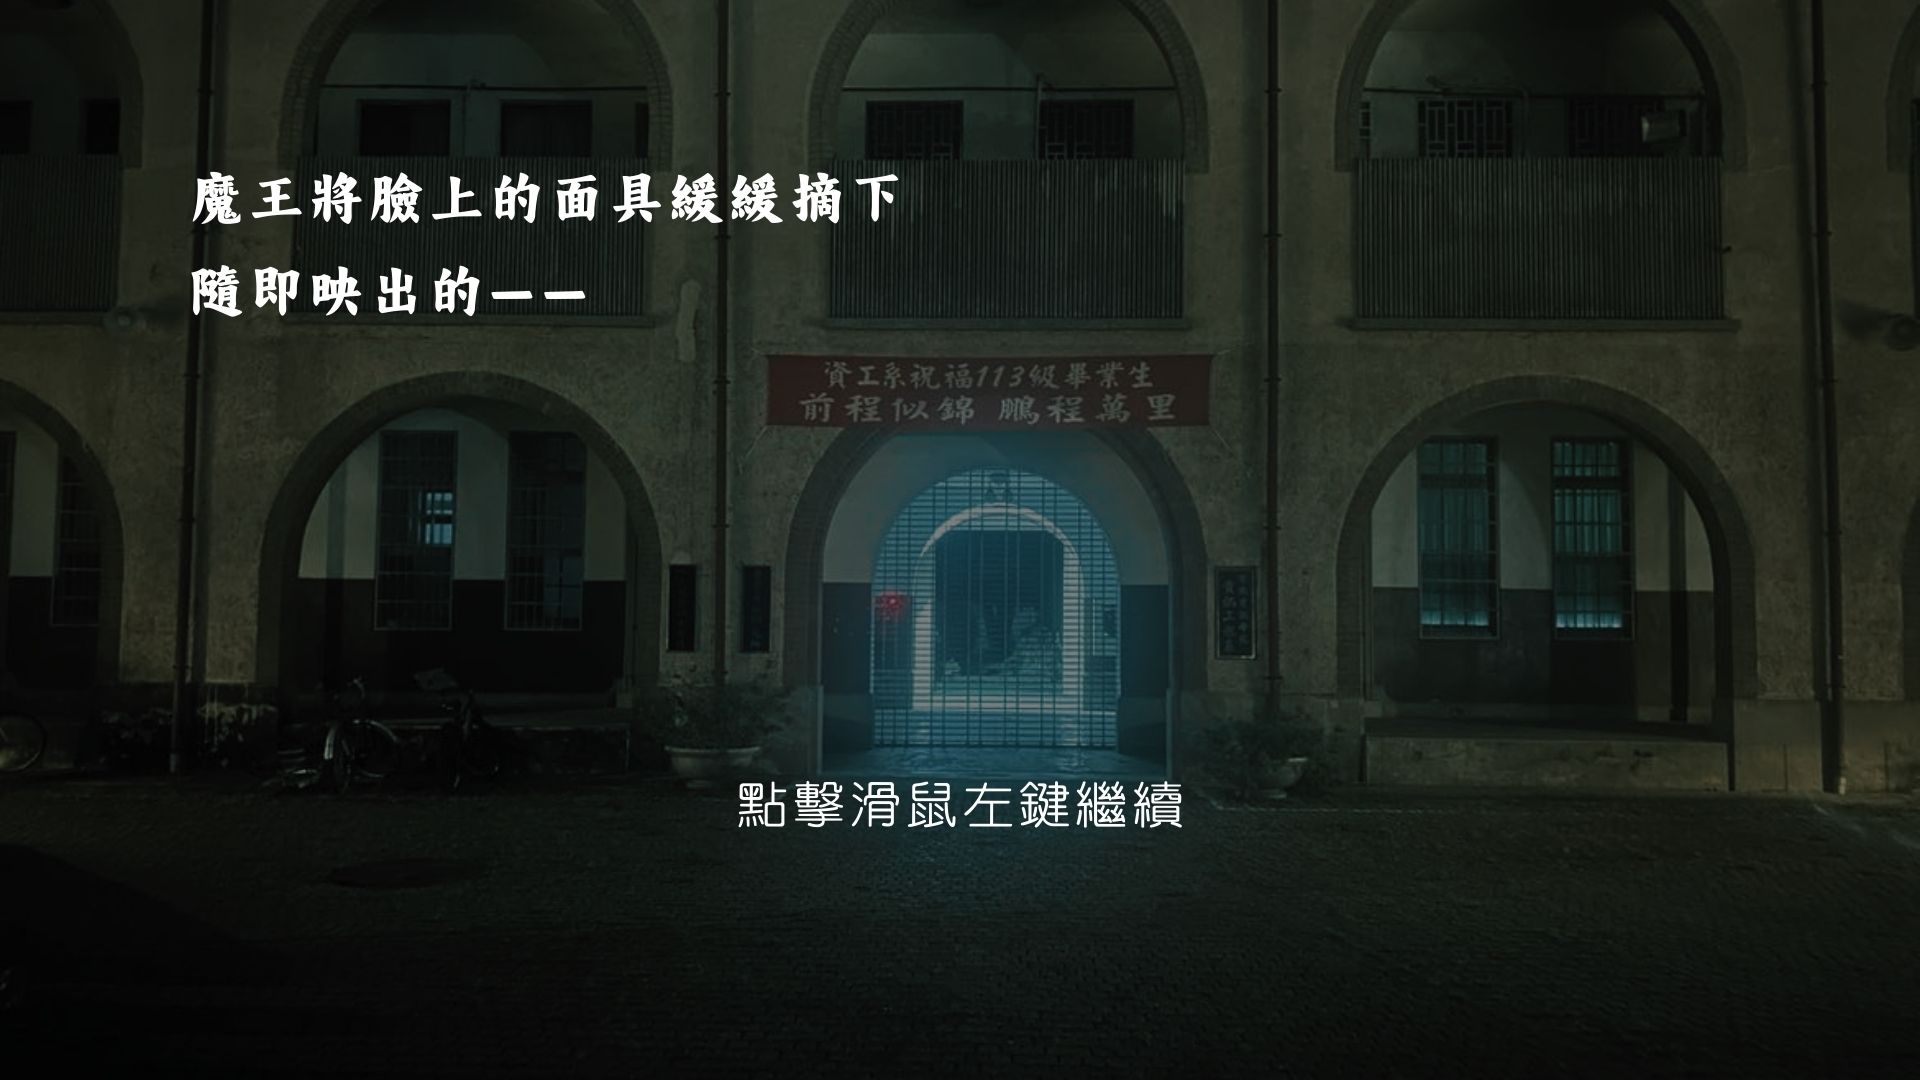 魔王將臉上的面具緩緩摘下
隨即映出的——
資工系祝福113級畢業生
前程似錦 鵬程萬里
點擊滑鼠左鍵繼續